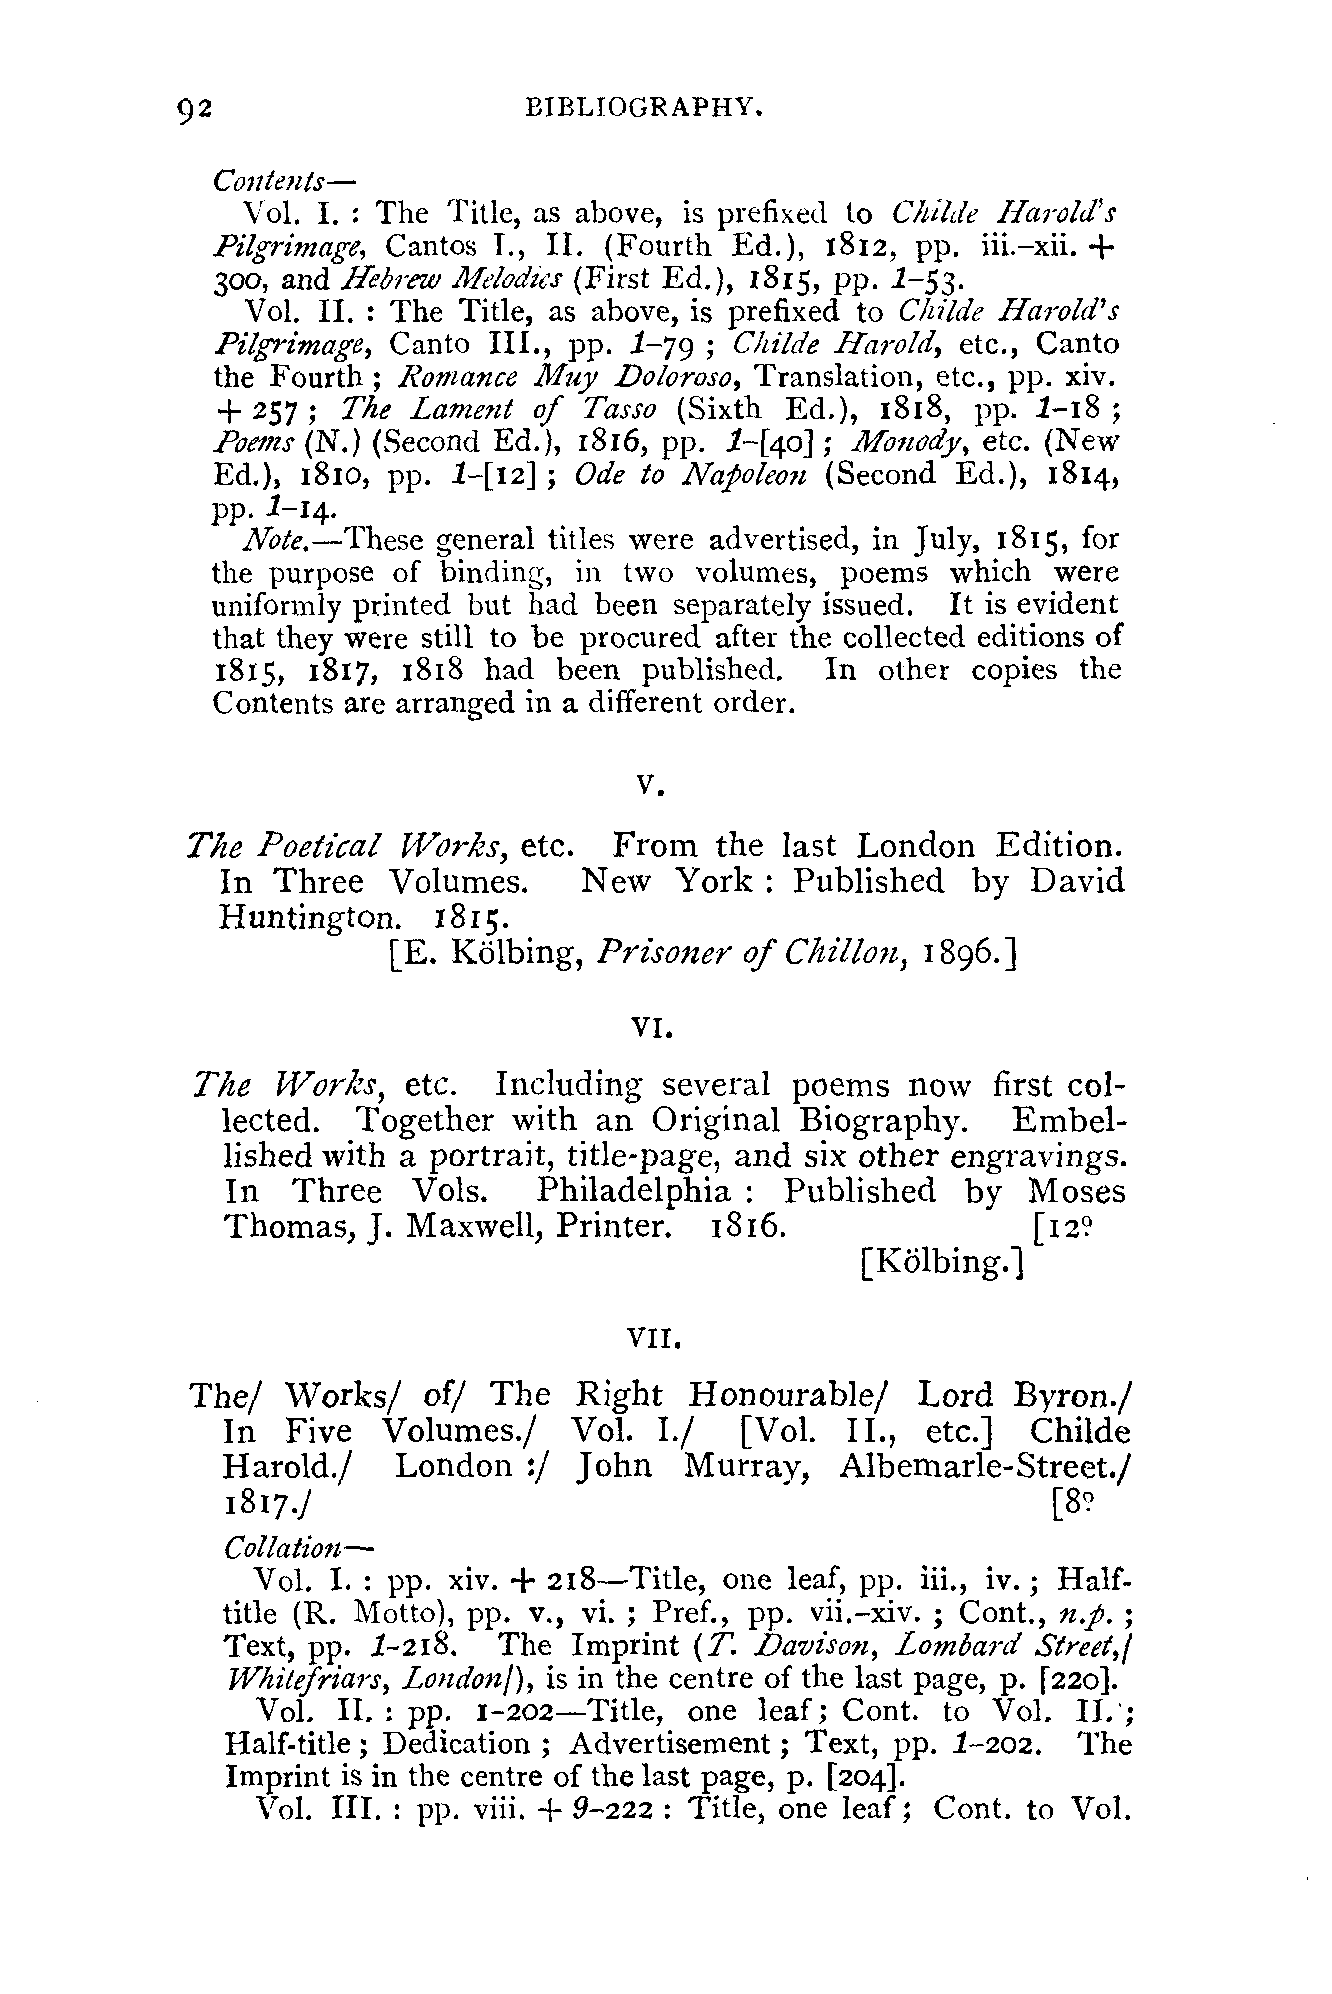 92 BIBLIOGRAPHY.
Contents—
Vol. I. : The Title, as above, is prefixed to Childe Harold's
Pilgrimage, Cantos I., II. (Fourth Ed.), 1812, pp. iii.–xii. +
300, and Hebrew Melodies (First Ed.), 1815, pp. 1–53.
Vol. II. : The Title, as above, is prefixed to Childe Harold's
Pilgrimage, Canto III., pp. 1–79 ; Childe Harold, etc., Canto
the Fourth ; Romance Muy Doloroso, Translation, etc., pp. xiv.
+ 257 ; The Lament of Tasso (Sixth Ed.), 1818, pp. 1–18 ;
Poems (N.) (Second Ed.), 1816, pp. 1–[40] ; Monody, etc. (New
Ed.), 1810, pp. 1–[12] ; Ode to Napoleon (Second Ed.), 1814,
pp. 1–14.
Note.—These general titles were advertised, in July, 1815, for
the purpose of binding, in two volumes, poems which were
uniformly printed but had been separately issued. It is evident
that they were still to be procured after the collected editions of
1815, 1817, 1818 had been published. In other copies the
Contents are arranged in a different order.
V.
The Poetical Works, etc. From the last London Edition.
In Three Volumes. New York : Published by David
Huntington. 1815.
[E. Kölbing, Prisoner of Chillon, 1896.]
VI.
The Works, etc. Including several poems now first col-
lected. Together with an Original Biography. Embel-
lished with a portrait, title-page, and six other engravings.
In Three Vols. Philadelphia : Published by Moses
Thomas, J. Maxwell, Printer. 1816. [12º
[Kölbing.]
VII.
The/ Works/ of/ The Right Honourable/ Lord Byron./
In Five Volumes./ Vol. I./ [Vol. II., etc.] Childe
Harold./ London :/ John Murray, Albemarle-Street./
1817./ [8º
Collation—
Vol. I. : pp. xiv. + 218—Title, one leaf, pp. iii., iv. ; Half-
title (R. Motto), pp. v., vi. ; Pref., pp. vii.–xiv. ; Cont., n.p. ;
Text, pp. 1–218. The Imprint (T. Davison, Lombard Street,/
Whitefriars, London/), is in the centre of the last page, p. [220].
Vol. II. : pp. 1–202—Title, one leaf ; Cont. to Vol. II. ;
Half-title ; Dedication ; Advertisement ; Text, pp. 1–202. The
Imprint is in the centre of the last page, p. [204].
Vol. III. : pp. viii. + 9–222 : Title, one leaf ; Cont. to Vol.